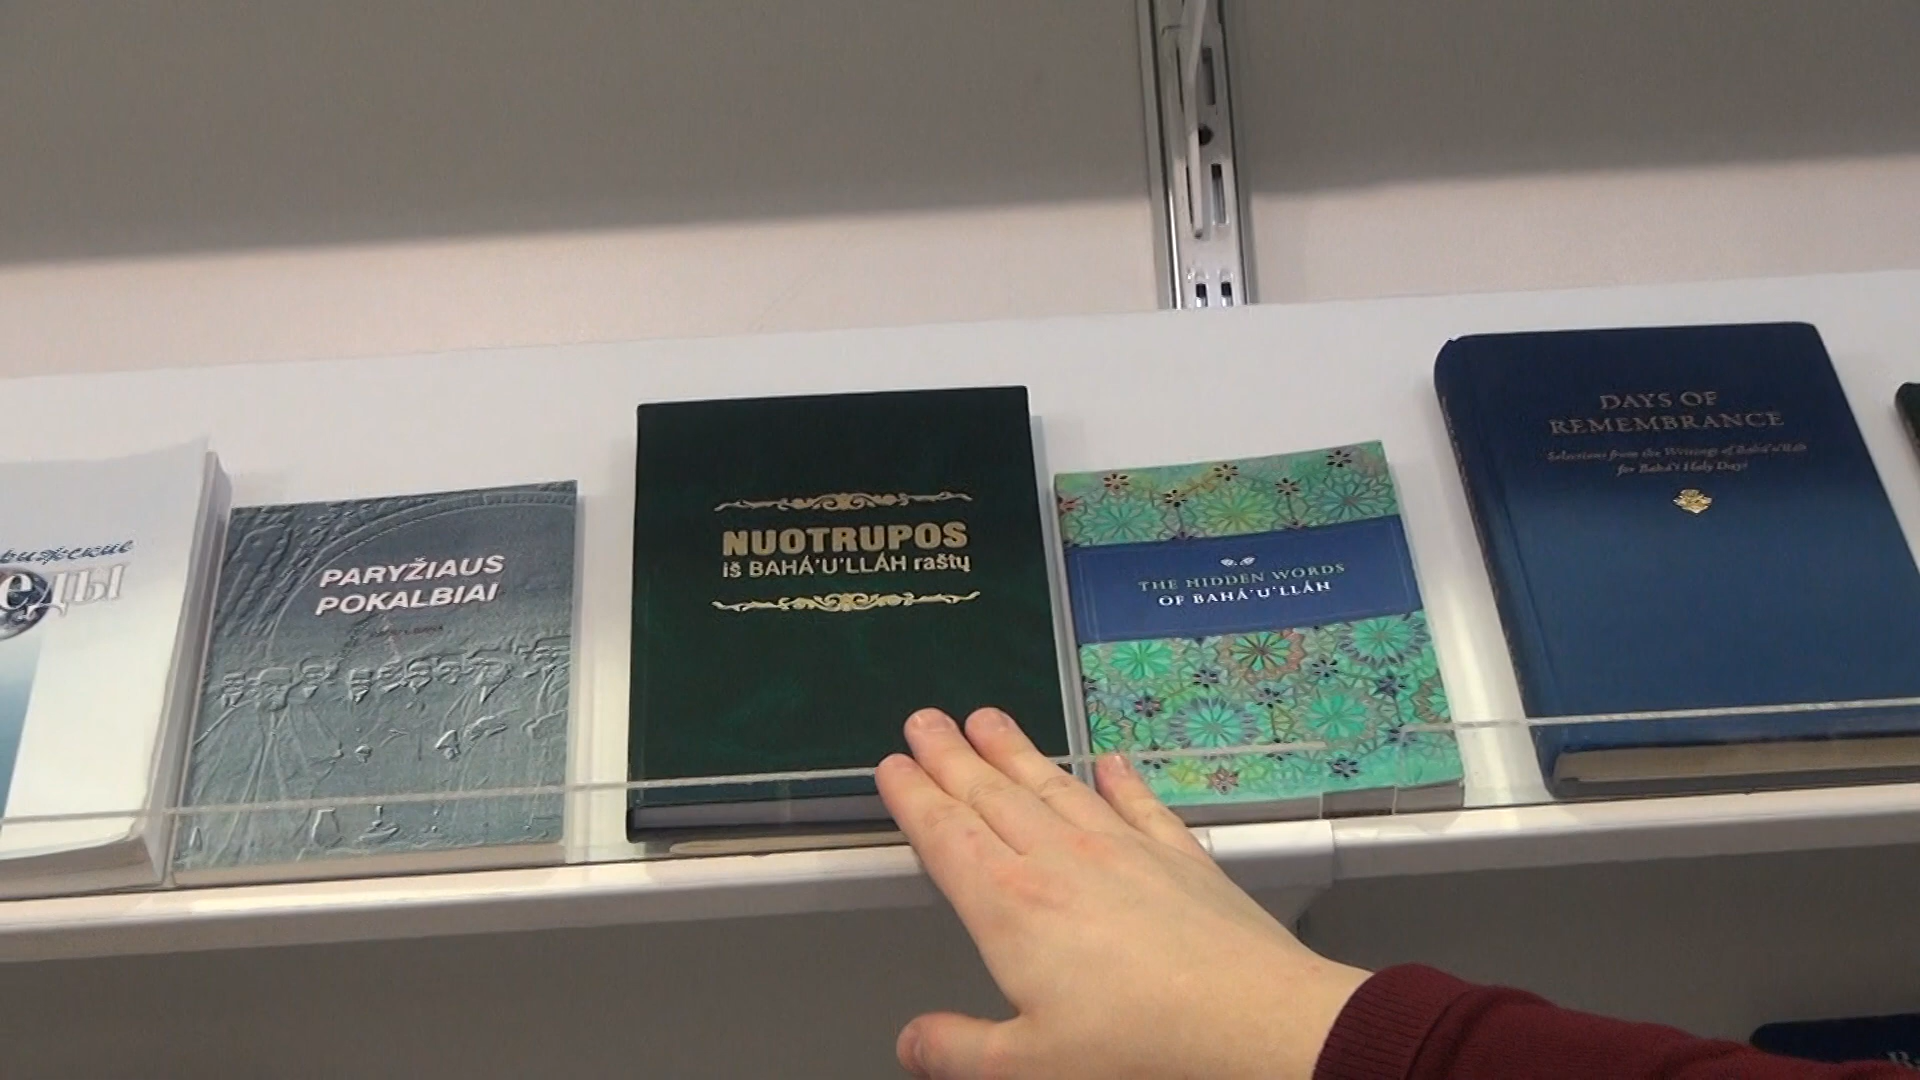 PARYŽIAUS
POKALBIAI
NUOTRUPOS
iš BAHÁ'U'LLÁH raštų
THE HIDDEN WORDS
OF BAHÁ'U'LLÁH
DAYS OF
REMEMBRANCE
Selections from the Writings of Bahá'u'lláh
for Bahá'í Holy Days